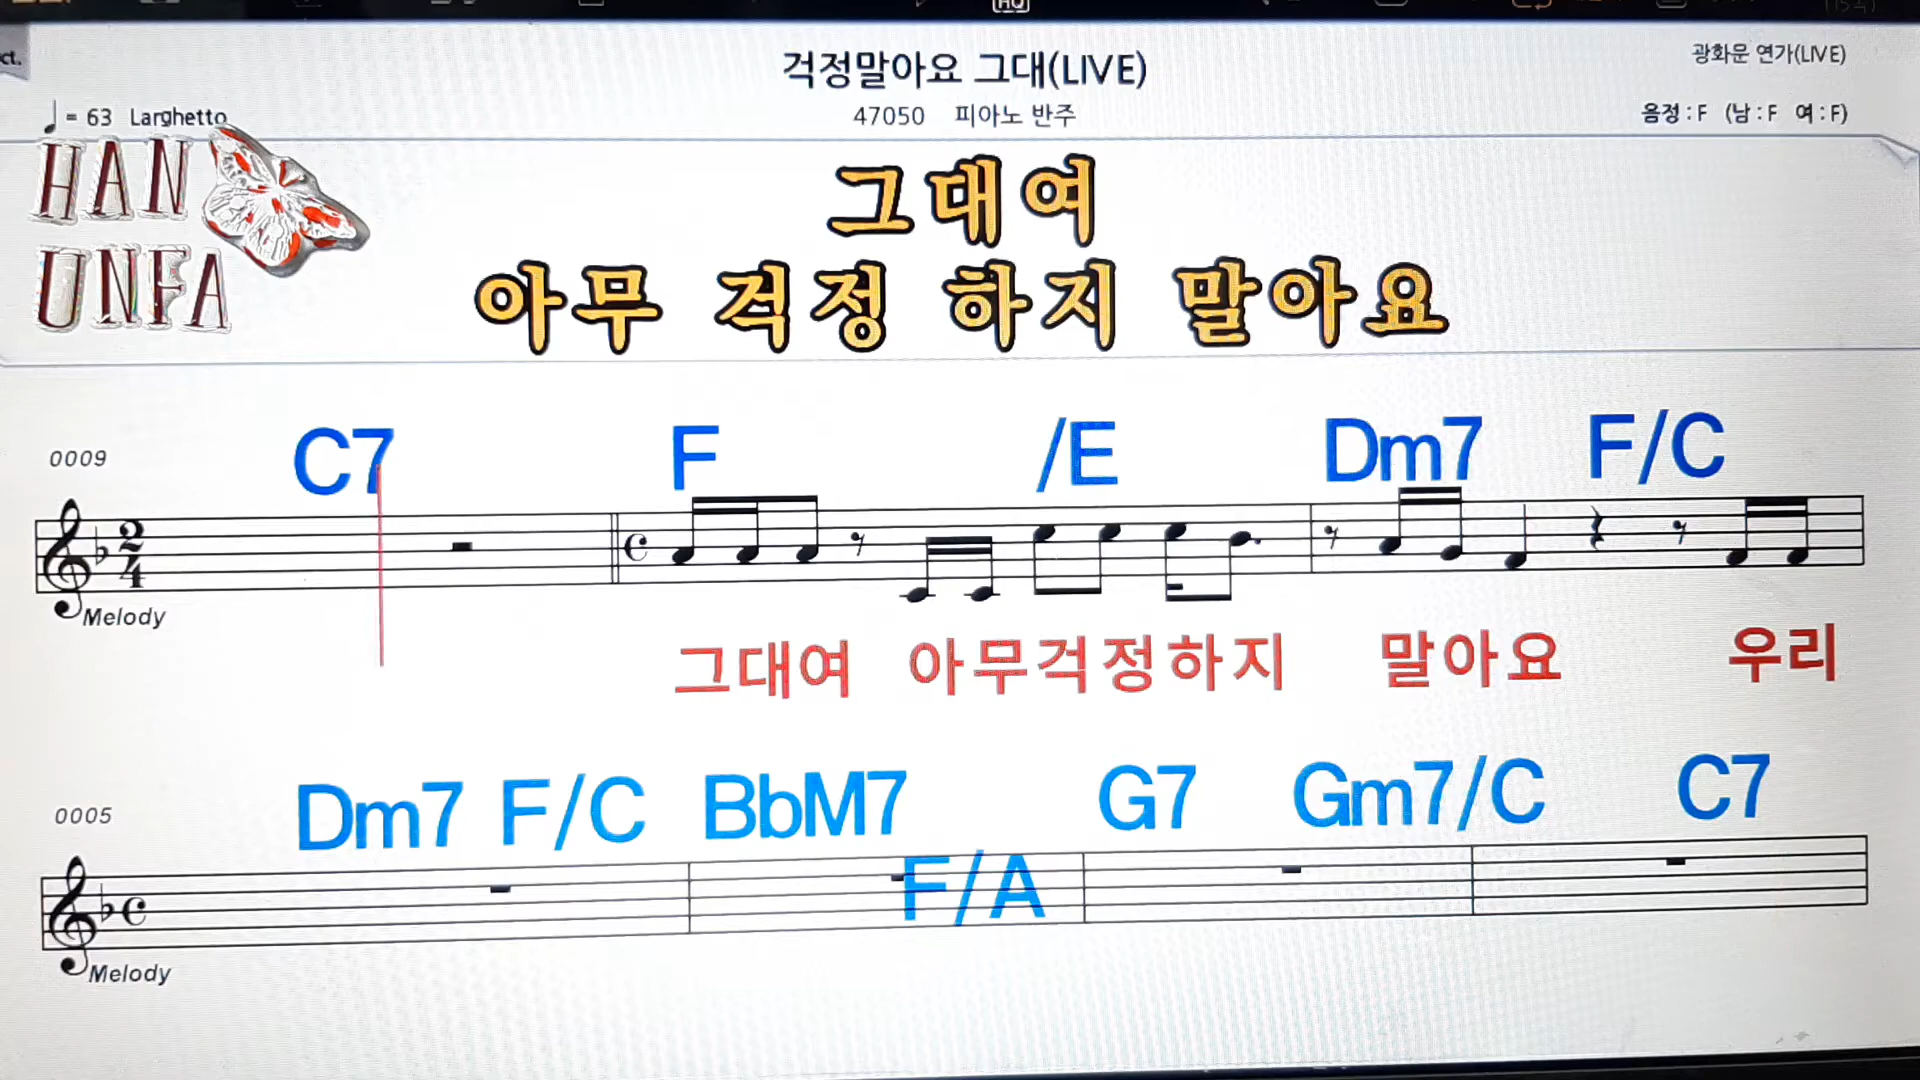 HQ
ct.
걱정말아요 그대(LIVE)
광화문 연가(LIVE)
= 63 Larghetto
47050 피아노 반주
음정 : F (남 : F 여 : F)
HAN
UNFA
그대여
아무 걱정 하지 말아요
C7 F /E Dm7 F/C
0009
2
4
Melody
그대여 아무걱정하지 말아요 우리
Dm7 F/C BbM7 G7 Gm7/C C7
0005
F/A
Melody